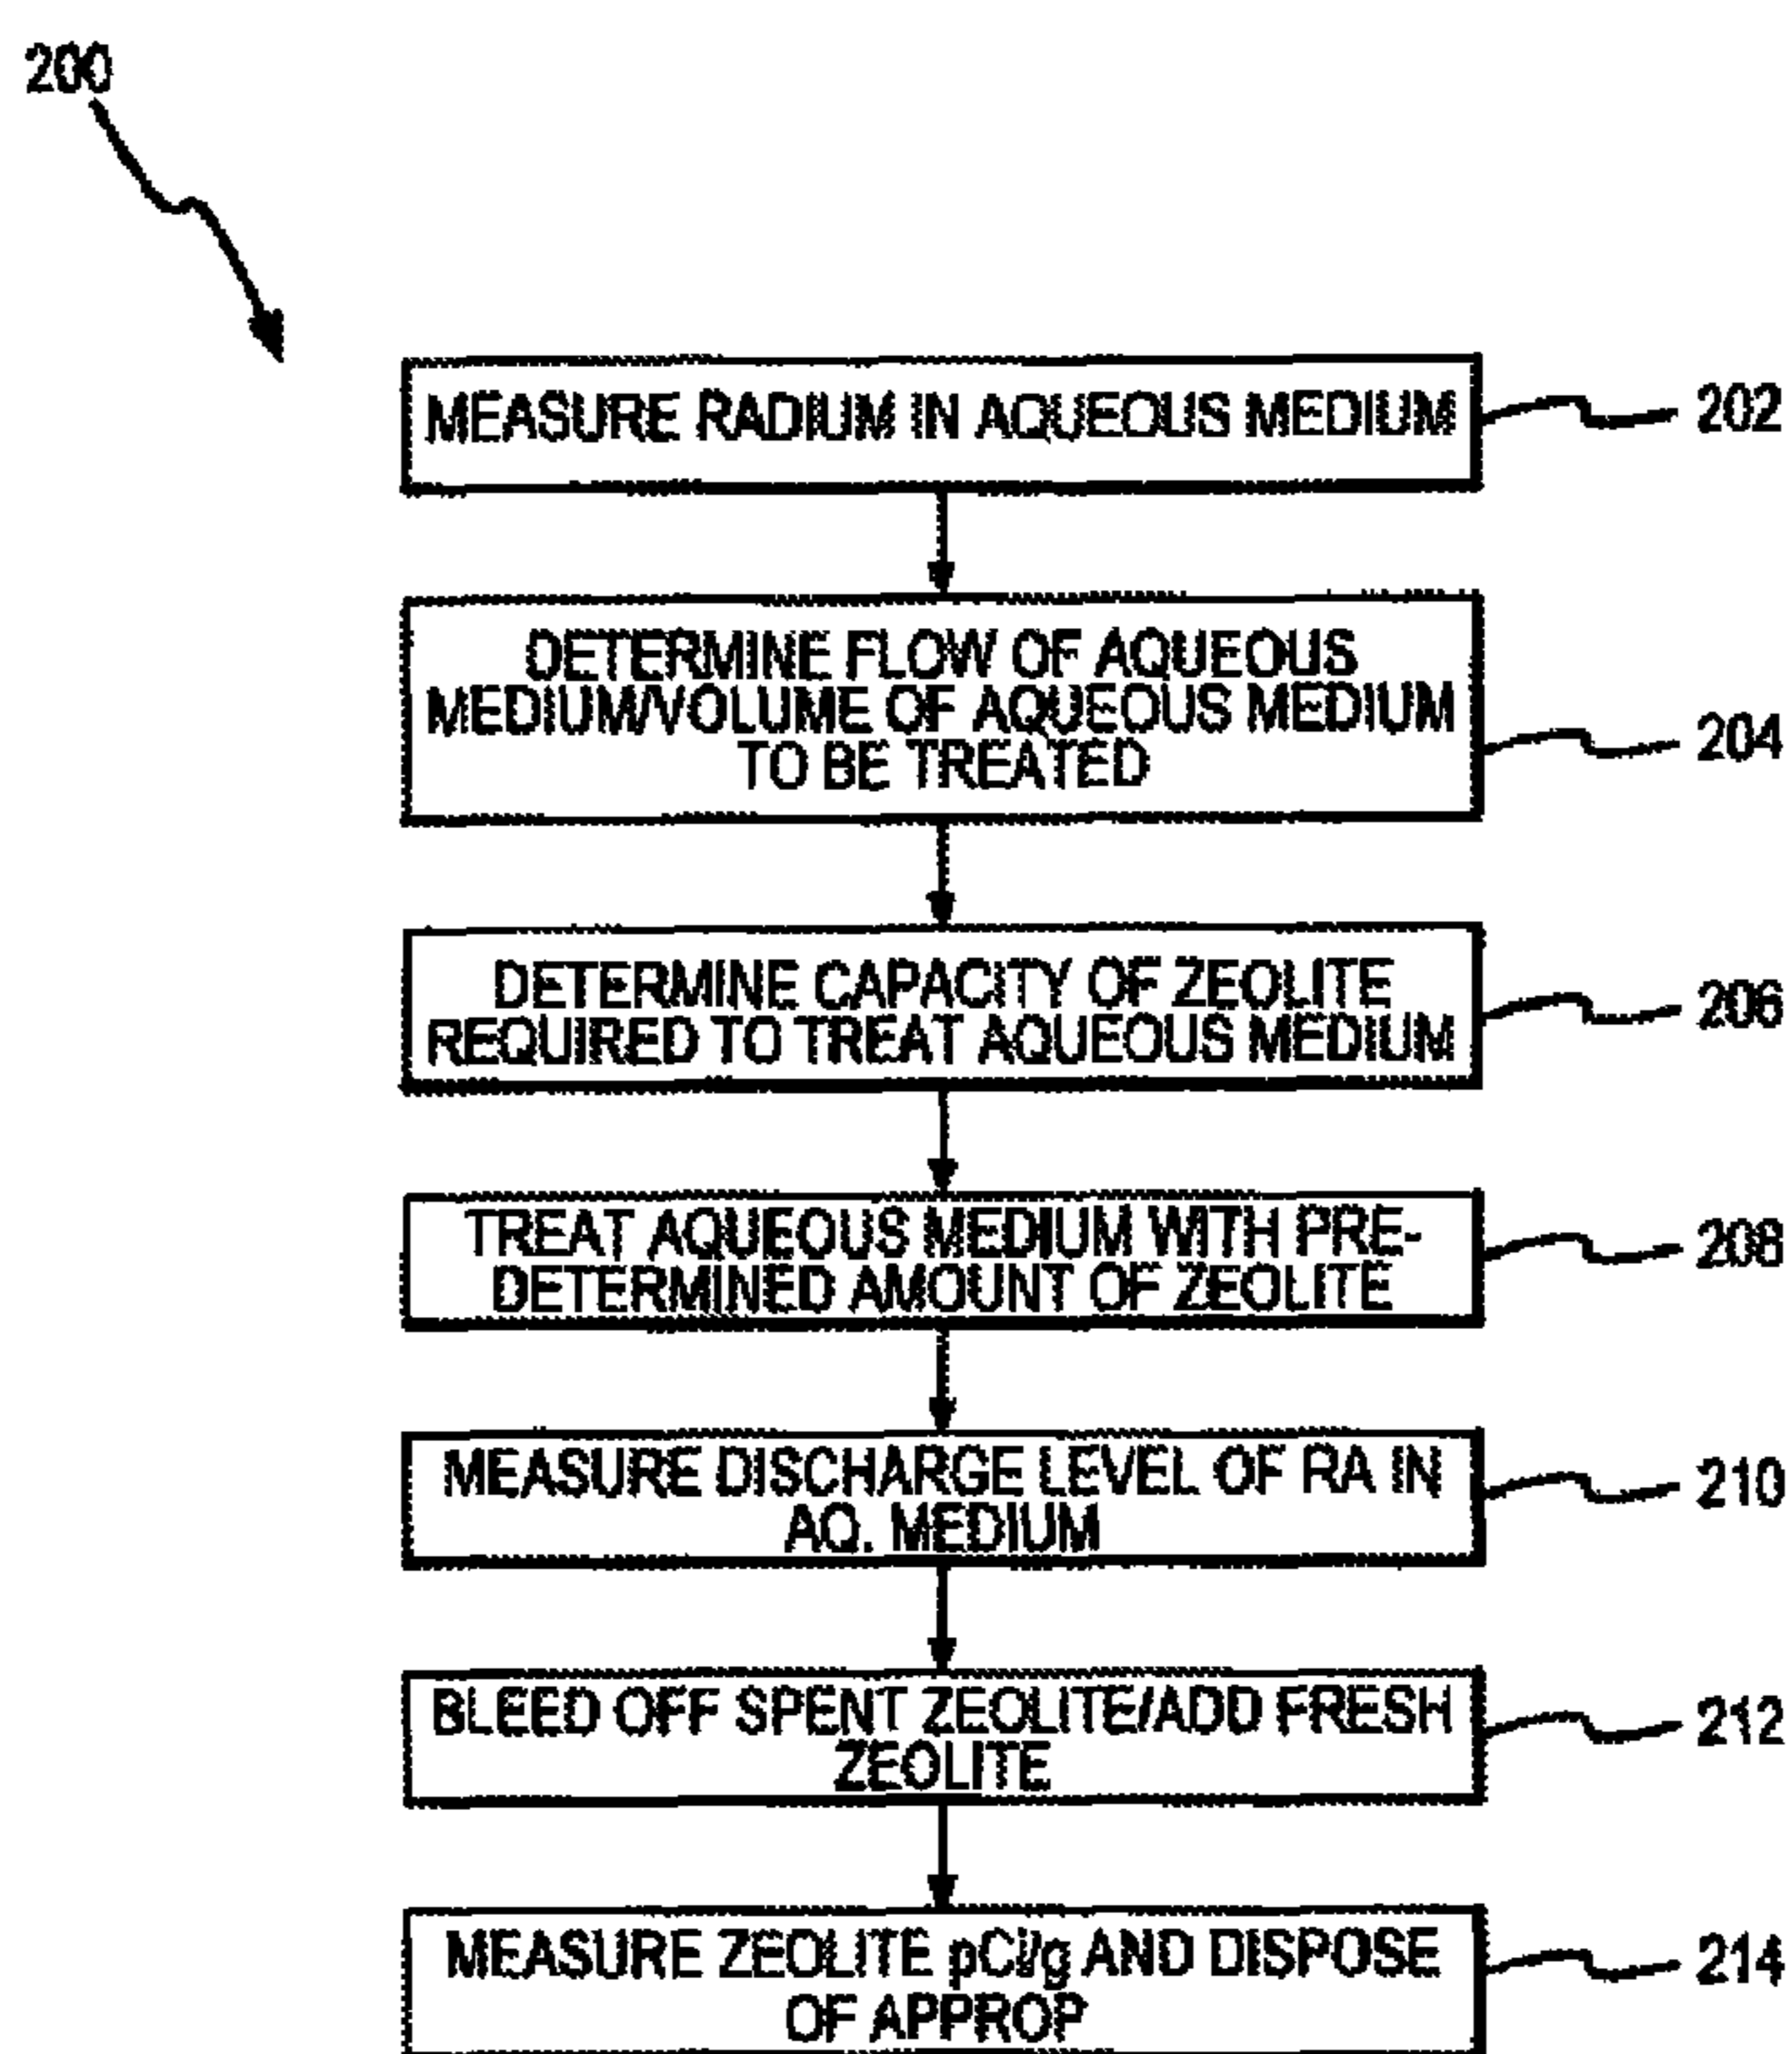 200
MEASURE RADIUM IN AQUEOUS MEDIUM
202
DETERMINE FLOW OF AQUEOUS
MEDIUM/VOLUME OF AQUEOUS MEDIUM
TO BE TREATED
204
DETERMINE CAPACITY OF ZEOLITE
REQUIRED TO TREAT AQUEOUS MEDIUM
206
TREAT AQUEOUS MEDIUM WITH PRE-
DETERMINED AMOUNT OF ZEOLITE
208
MEASURE DISCHARGE LEVEL OF RA IN
AQ. MEDIUM
210
BLEED OFF SPENT ZEOLITE/ADD FRESH
ZEOLITE
212
MEASURE ZEOLITE pCi/g AND DISPOSE
OF APPROP
214